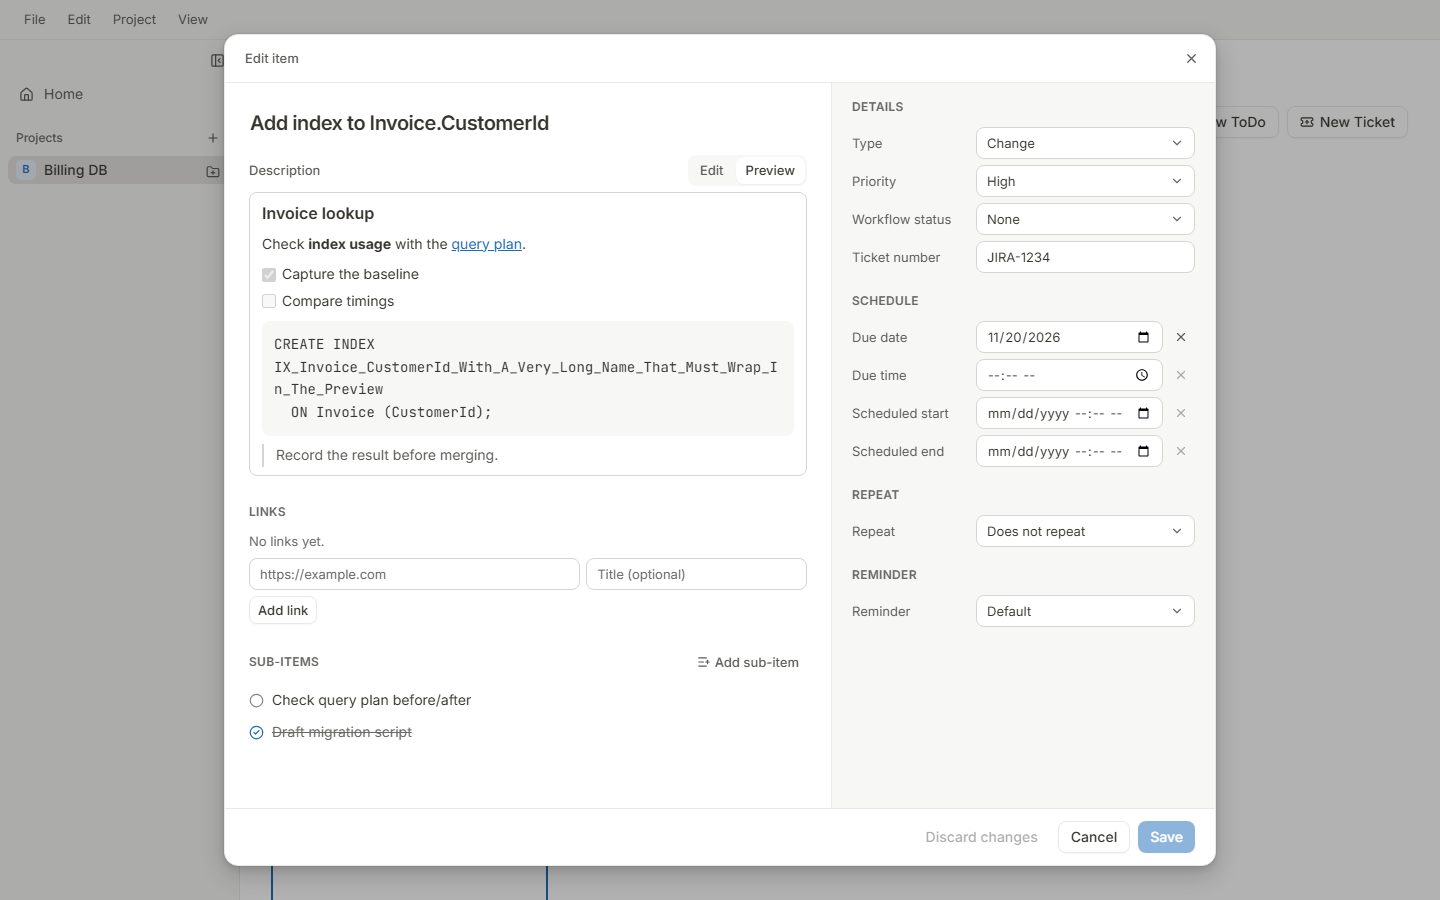 File Edit Project View
Edit item
Home
Projects
B Billing DB
w ToDo
New Ticket
Add index to Invoice.CustomerId
Description
Edit Preview
Invoice lookup
Check index usage with the query plan.
Capture the baseline
Compare timings
CREATE INDEX
IX_Invoice_CustomerId_With_A_Very_Long_Name_That_Must_Wrap_I
n_The_Preview
ON Invoice (CustomerId);
Record the result before merging.
LINKS
No links yet.
https://example.com
Title (optional)
Add link
SUB-ITEMS
Add sub-item
Check query plan before/after
Draft migration script
DETAILS
Type Change
Priority High
Workflow status None
Ticket number JIRA-1234
SCHEDULE
Due date 11/20/2026
Due time --:-- --
Scheduled start mm/dd/yyyy --:-- --
Scheduled end mm/dd/yyyy --:-- --
REPEAT
Repeat Does not repeat
REMINDER
Reminder Default
Discard changes Cancel Save